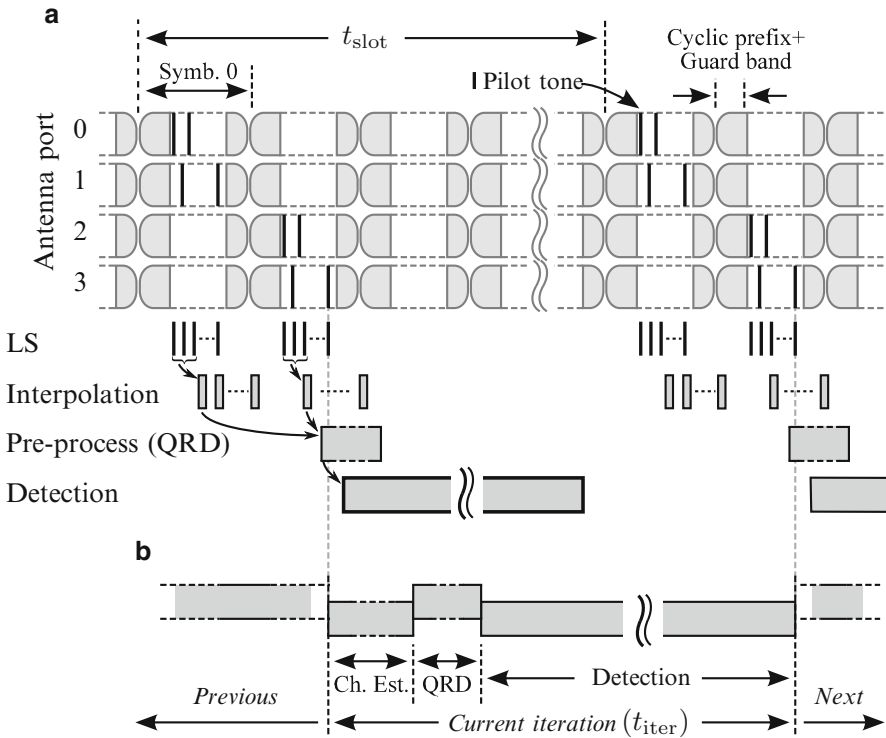 a
t_slot
Symb. 0
Cyclic prefix+
Guard band
Pilot tone
Antenna port
0
1
2
3
LS
Interpolation
Pre-process (QRD)
Detection
b
Ch. Est.
QRD
Detection
Previous
Current iteration (t_iter)
Next